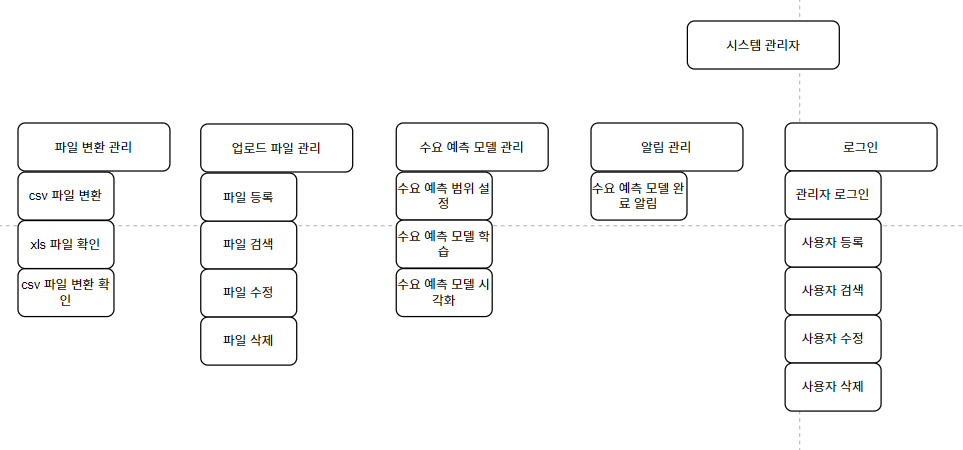 시스템 관리자
파일 변환 관리
csv 파일 변환
xls 파일 확인
csv 파일 변환 확
인
업로드 파일 관리
파일 등록
파일 검색
파일 수정
파일 삭제
수요 예측 모델 관리
수요 예측 범위 설
정
수요 예측 모델 학
습
수요 예측 모델 시
각화
알림 관리
수요 예측 모델 완
료 알림
로그인
관리자 로그인
사용자 등록
사용자 검색
사용자 수정
사용자 삭제